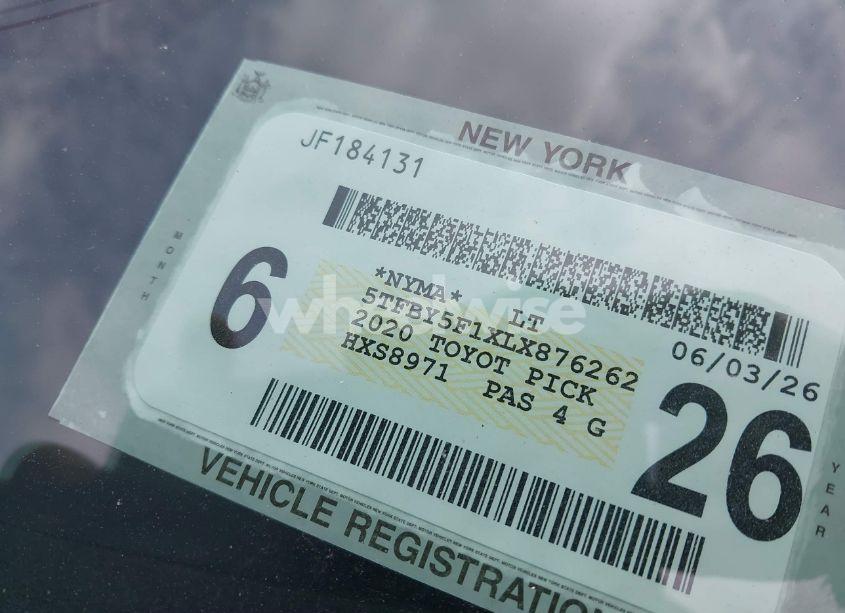 NEW YORK
JF184131
MONTH
6
*NYMA* LT
5TFBY5F1XLX876262
2020 TOYOT PICK
HXS8971 PAS 4 G
06/03/26
26
YEAR
VEHICLE REGISTRATION
wheelwise